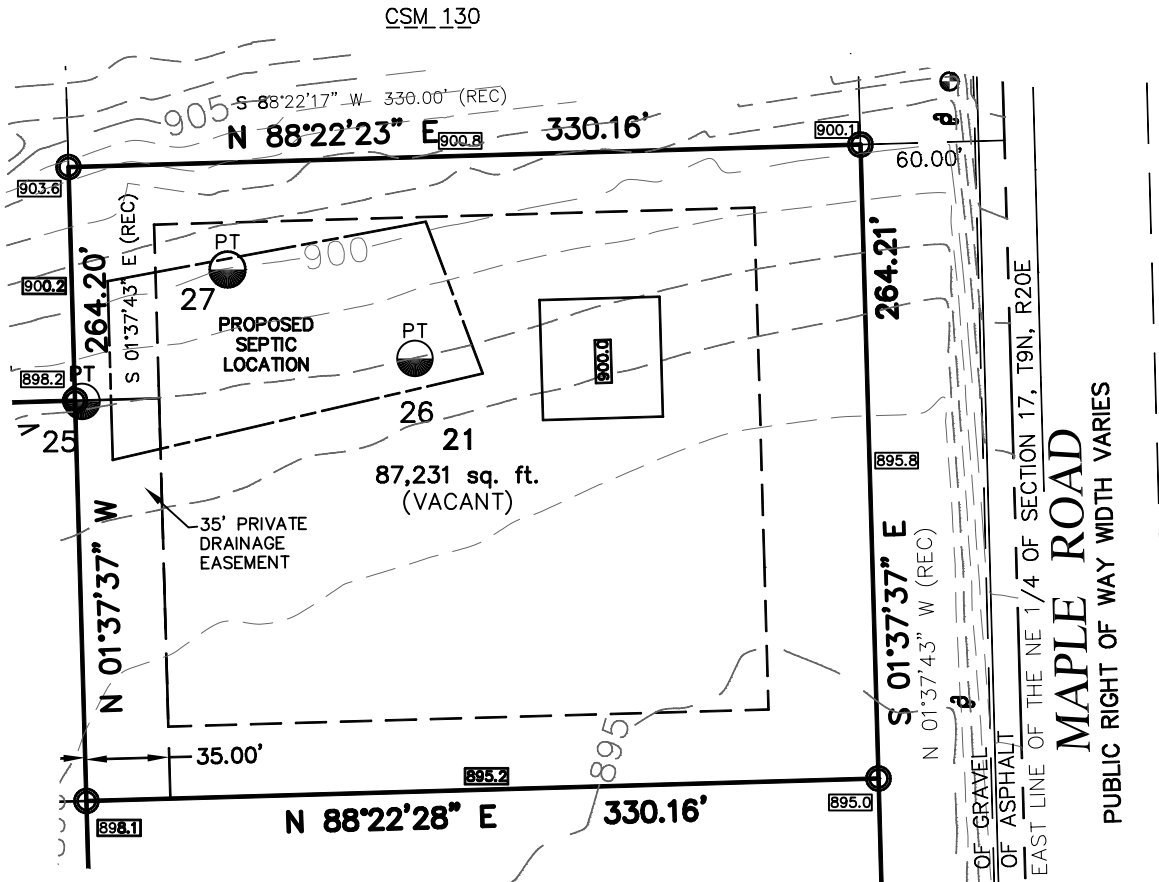 CSM 130
905
S 88°22'17" W 330.00' (REC)
N 88°22'23" E
330.16'
900.8
900.1
60.00'
903.6
900.2
264.20'
S 01°37'43" E (REC)
PT
27
900
PROPOSED
SEPTIC
LOCATION
PT
26
898.2
PT
25
900.0
264.21'
21
87,231 sq. ft.
(VACANT)
895.8
35' PRIVATE
DRAINAGE
EASEMENT
N 01°37'37" W
S 01°37'37" E
N 01°37'43" W (REC)
35.00'
895
895.2
895.0
898.1
N 88°22'28" E
330.16'
OF GRAVEL
OF ASPHALT
EAST LINE OF THE NE 1/4 OF SECTION 17, T9N, R20E
MAPLE ROAD
PUBLIC RIGHT OF WAY WIDTH VARIES